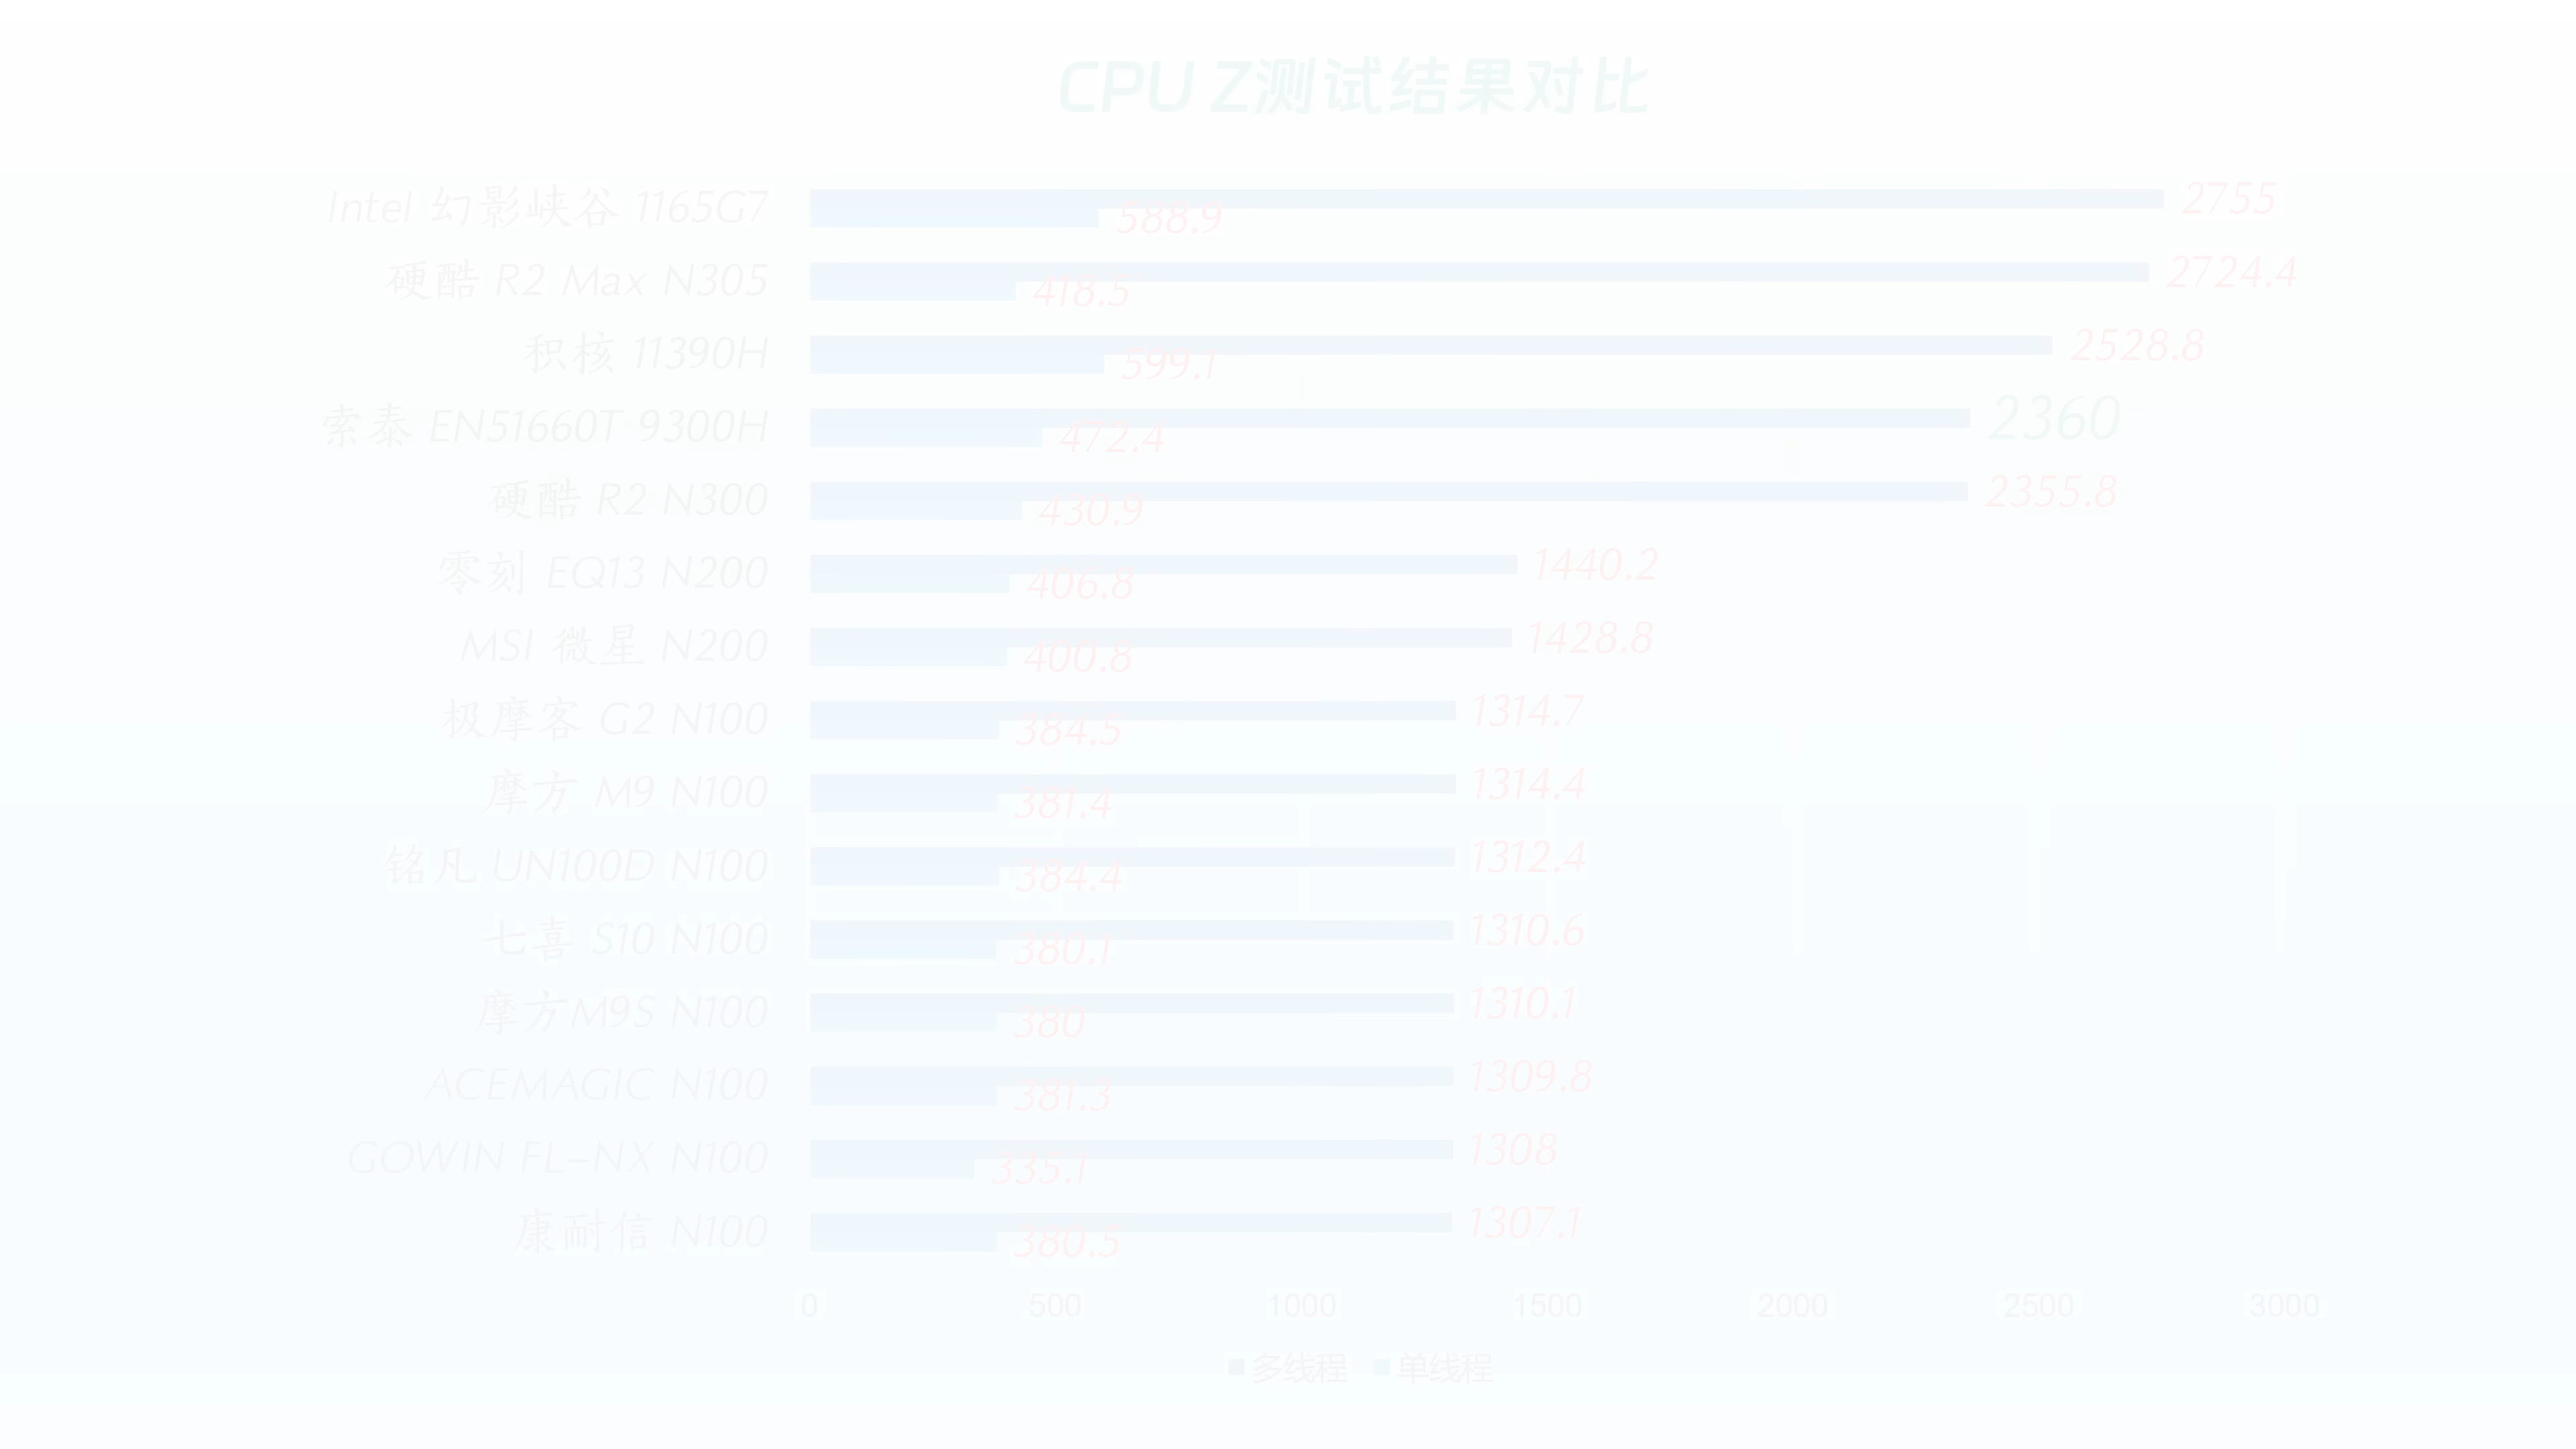 CPU Z测试结果对比
Intel 幻影峡谷 1165G7
2755
588.9
硬酷 R2 Max N305
2724.4
418.5
积核 11390H
2528.8
599.1
索泰 EN51660T 9300H
2360
472.4
硬酷 R2 N300
2355.8
430.9
零刻 EQ13 N200
1440.2
406.8
MSI 微星 N200
1428.8
400.8
极摩客 G2 N100
1314.7
384.5
摩方 M9 N100
1314.4
381.4
铭凡 UN100D N100
1312.4
384.4
七喜 S10 N100
1310.6
380.1
摩方M9S N100
1310.1
380
ACEMAGIC N100
1309.8
381.3
GOWIN FL-NX N100
1308
335.1
康耐信 N100
1307.1
380.5
0 500 1000 1500 2000 2500 3000
多线程 单线程